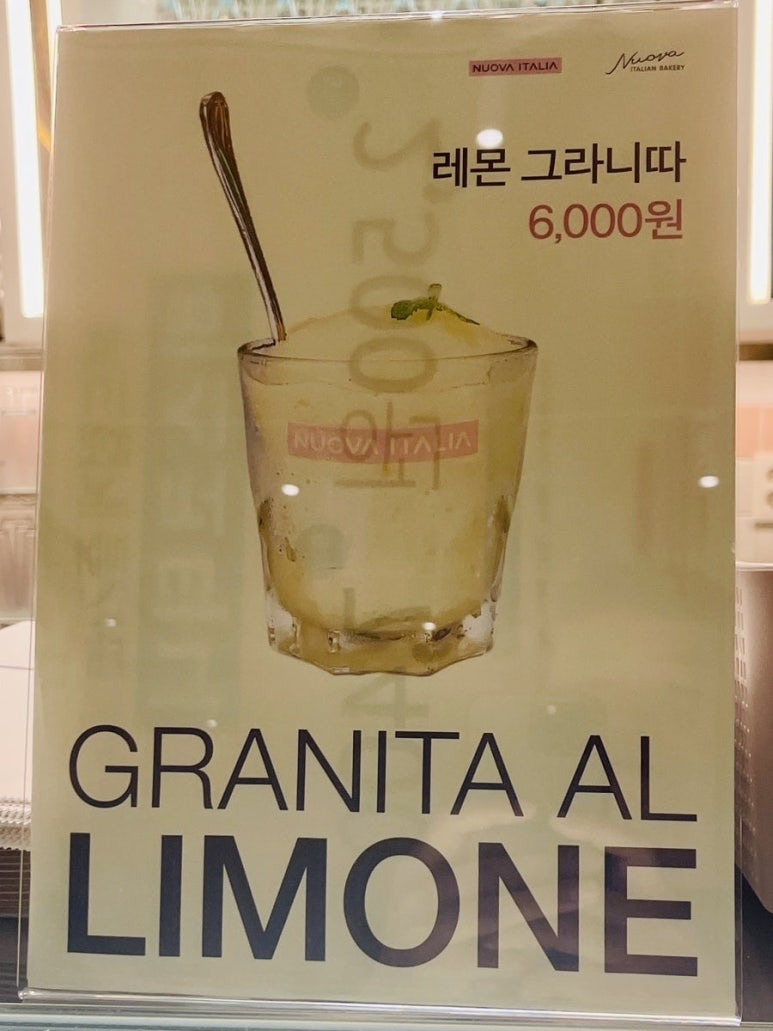 NUOVA ITALIA
Nuova
ITALIAN BAKERY
레몬 그라니따
6,000원
NUOVA ITALIA
GRANITA AL
LIMONE